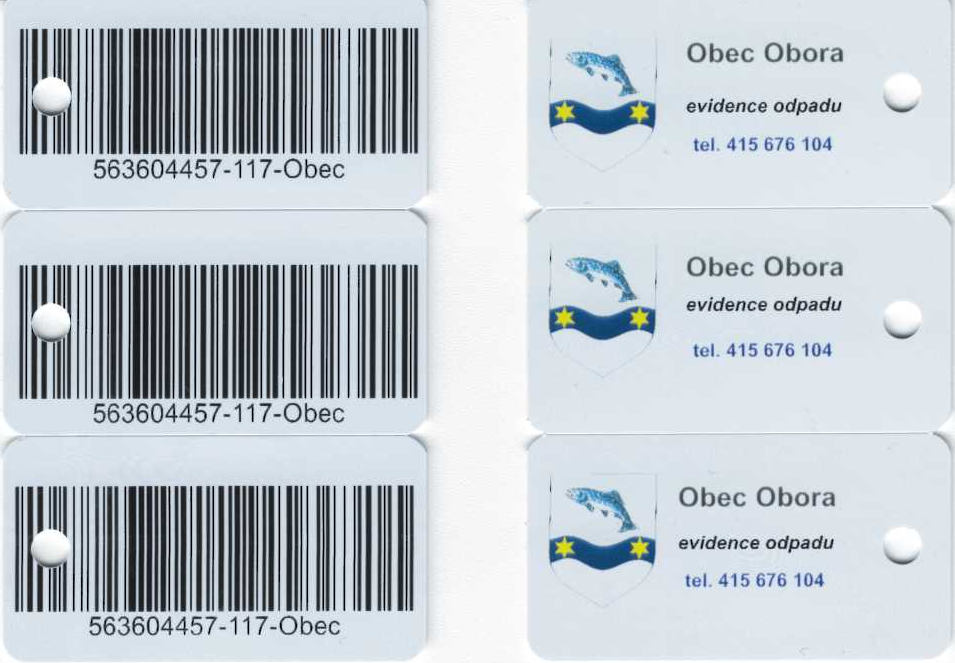 563604457-117-Obec
Obec Obora
evidence odpadu
tel. 415 676 104
563604457-117-Obec
Obec Obora
evidence odpadu
tel. 415 676 104
563604457-117-Obec
Obec Obora
evidence odpadu
tel. 415 676 104